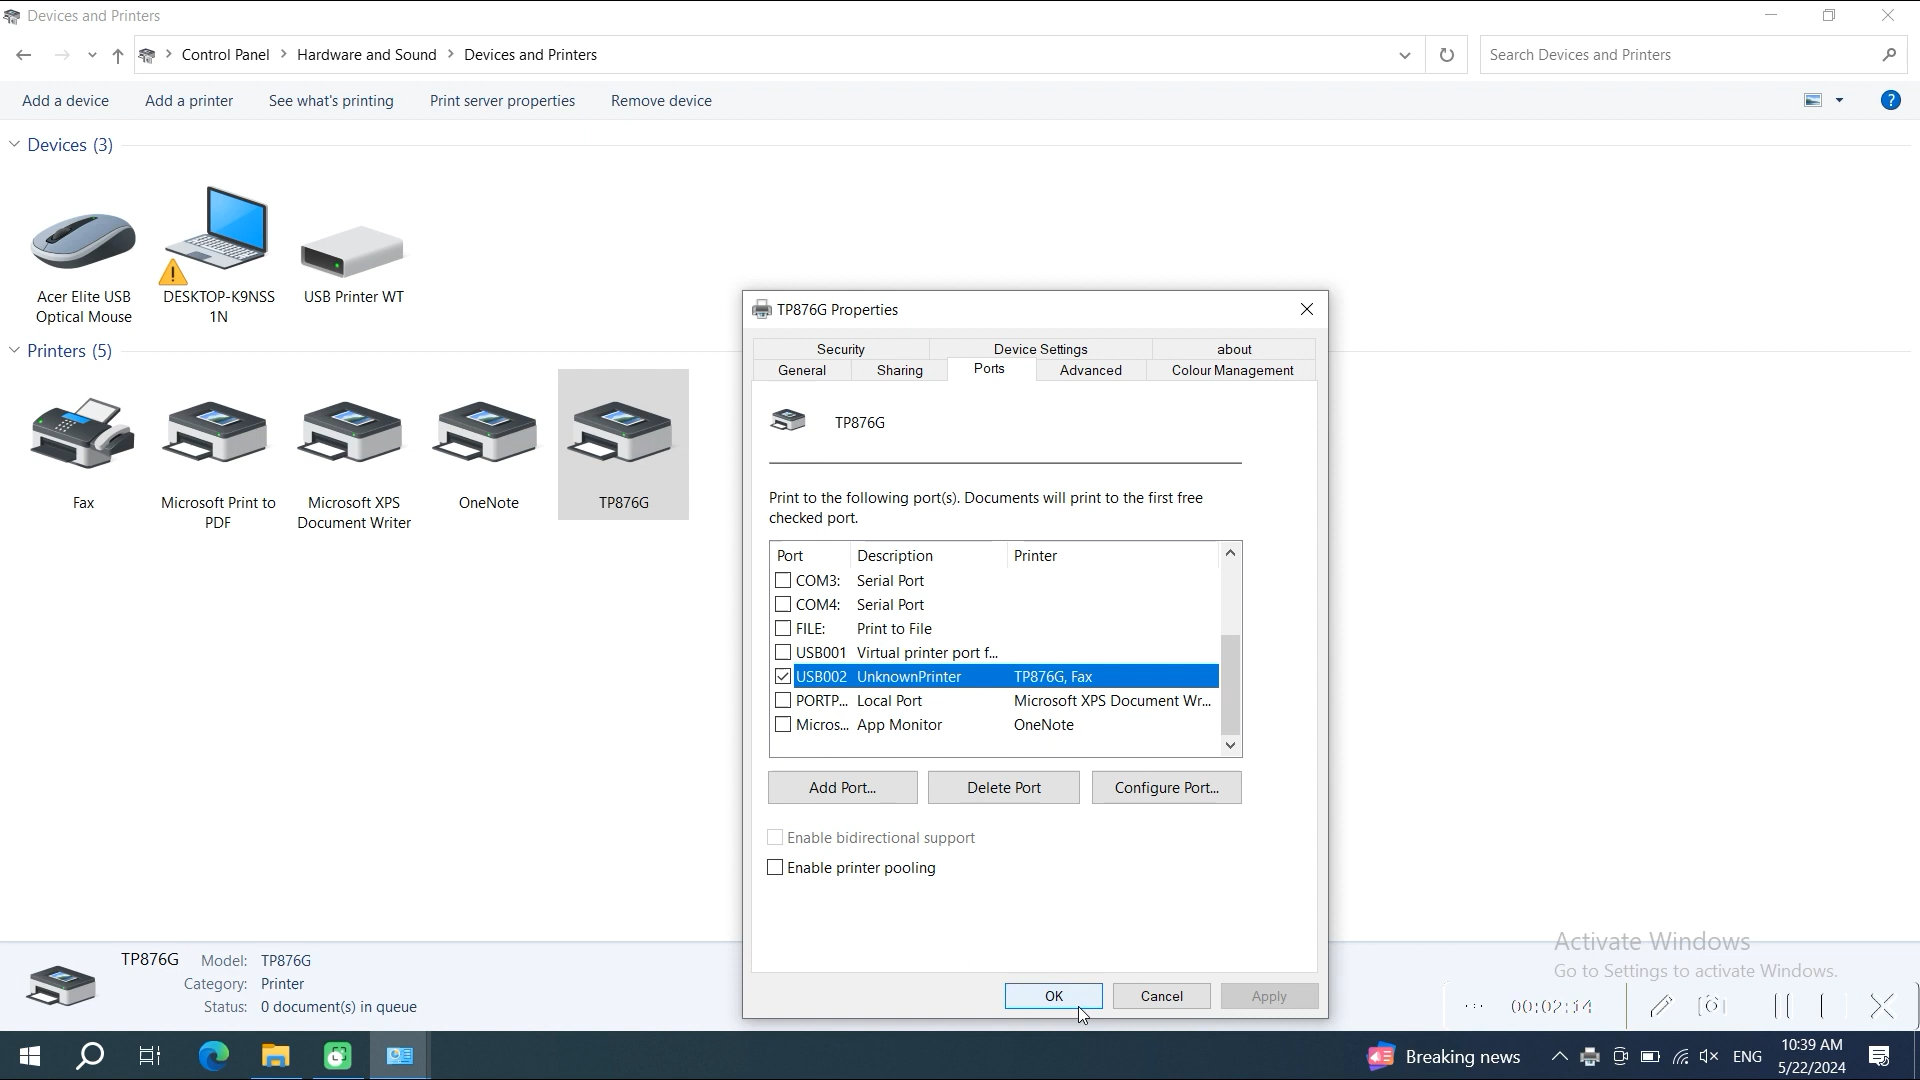 Devices and Printers
Control Panel > Hardware and Sound > Devices and Printers
Search Devices and Printers
Add a device
Add a printer
See what's printing
Print server properties
Remove device
Devices (3)
Acer Elite USB
Optical Mouse
DESKTOP-K9NSS
1N
USB Printer WT
Printers (5)
Fax
Microsoft Print to
PDF
Microsoft XPS
Document Writer
OneNote
TP876G
TP876G Properties
Security
Device Settings
about
General
Sharing
Ports
Advanced
Colour Management
TP876G
Print to the following port(s). Documents will print to the first free
checked port.
Port Description Printer
COM3: Serial Port
COM4: Serial Port
FILE: Print to File
USB001 Virtual printer port f...
USB002 UnknownPrinter TP876G, Fax
PORTP... Local Port Microsoft XPS Document Wr...
Micros... App Monitor OneNote
Add Port...
Delete Port
Configure Port...
Enable bidirectional support
Enable printer pooling
OK
Cancel
Apply
TP876G
Model: TP876G
Category: Printer
Status: 0 document(s) in queue
Activate Windows
Go to Settings to activate Windows.
00:02:14
Breaking news
ENG
10:39 AM
5/22/2024